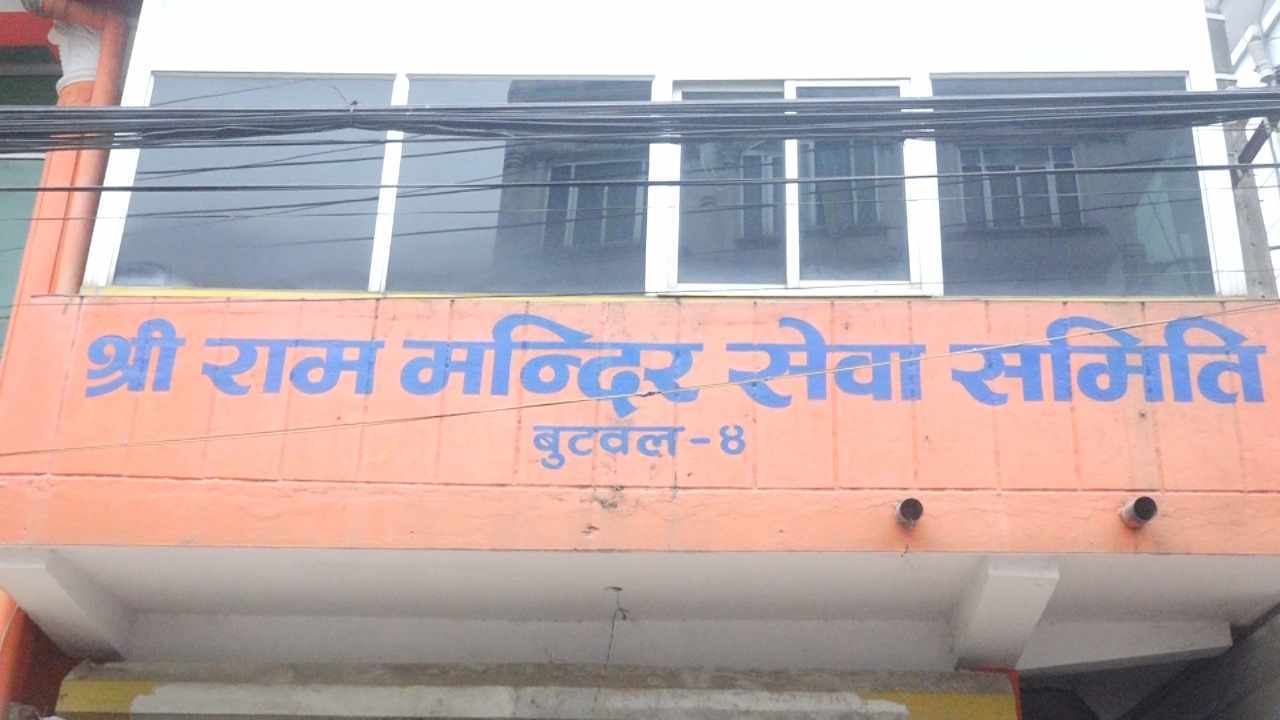 श्री राम मन्दिर सेवा समिति
बुटवल - ४